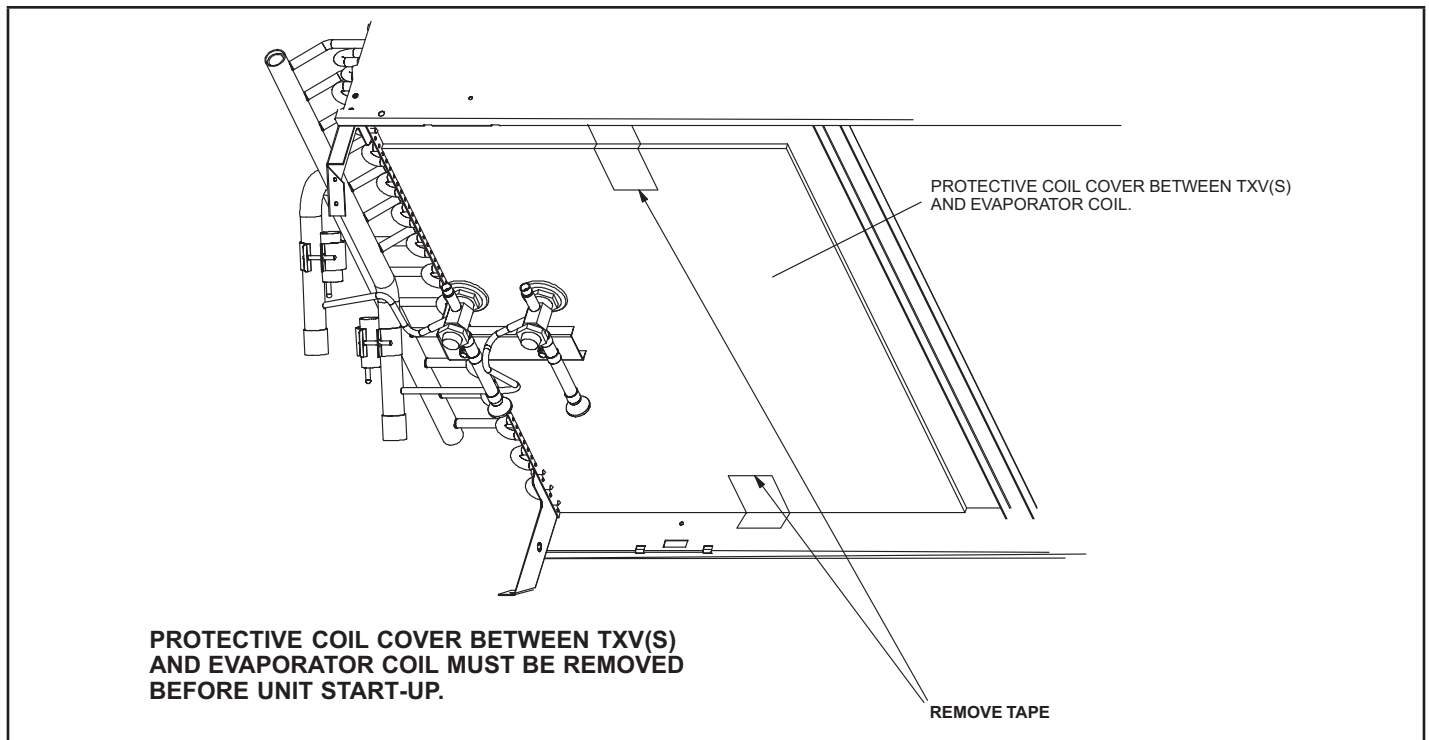 PROTECTIVE COIL COVER BETWEEN TXV(S)
AND EVAPORATOR COIL.
PROTECTIVE COIL COVER BETWEEN TXV(S)
AND EVAPORATOR COIL MUST BE REMOVED
BEFORE UNIT START-UP.
REMOVE TAPE